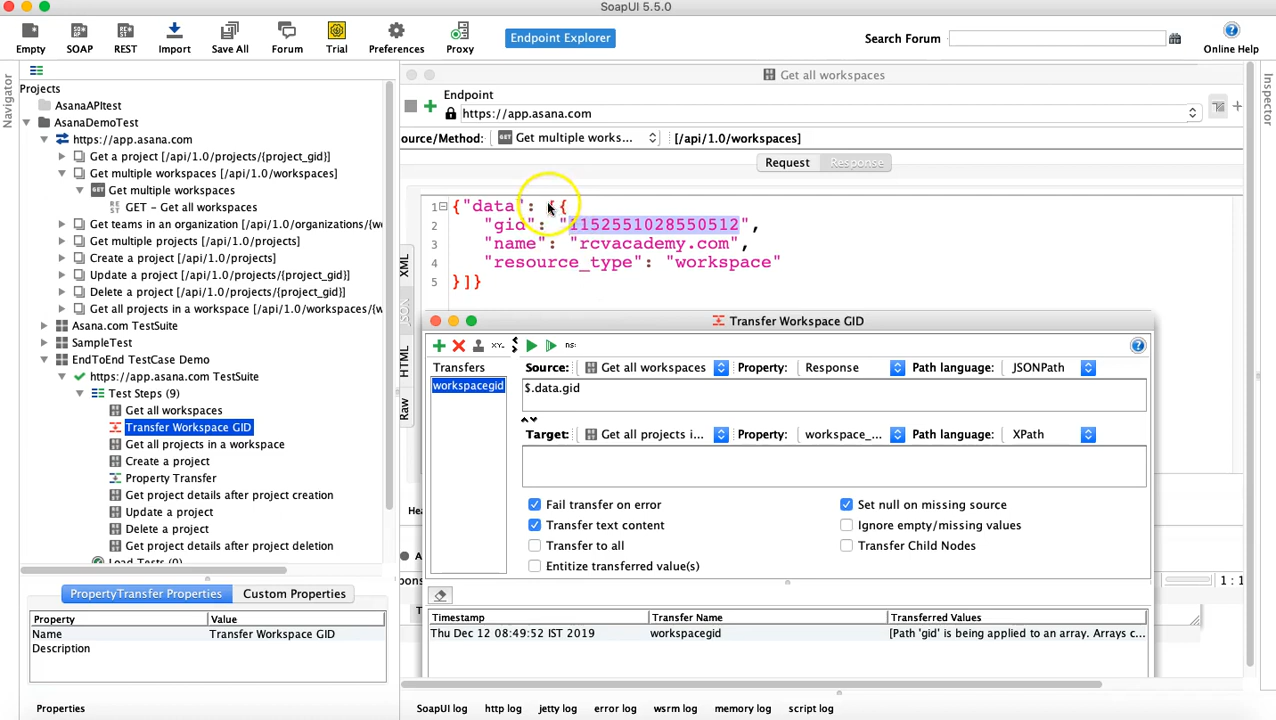 SoapUI 5.5.0
Empty SOAP REST Import Save All Forum Trial Preferences Proxy Endpoint Explorer Search Forum Online Help
Navigator
Projects
AsanaAPItest
AsanaDemoTest
https://app.asana.com
Get a project [/api/1.0/projects/{project_gid}]
Get multiple workspaces [/api/1.0/workspaces]
GET Get multiple workspaces
REST GET - Get all workspaces
Get teams in an organization [/api/1.0/organizations
Get multiple projects [/api/1.0/projects]
Create a project [/api/1.0/projects]
Update a project [/api/1.0/projects/{project_gid}]
Delete a project [/api/1.0/projects/{project_gid}]
Get all projects in a workspace [/api/1.0/workspaces/{w
Asana.com TestSuite
SampleTest
EndToEnd TestCase Demo
https://app.asana.com TestSuite
Test Steps (9)
Get all workspaces
Transfer Workspace GID
Get all projects in a workspace
Create a project
Property Transfer
Get project details after project creation
Update a project
Delete a project
Get project details after project deletion
Load Tests (0)
PropertyTransfer Properties Custom Properties
Property Value
Name Transfer Workspace GID
Description
Properties
Get all workspaces
Endpoint
https://app.asana.com
ource/Method: GET Get multiple works... [/api/1.0/workspaces]
Request Response
XML
JSON
HTML
Raw
1 {"data": [{
2 "gid": "1152551028550512",
3 "name": "rcvacademy.com",
4 "resource_type": "workspace"
5 }]}
Transfer Workspace GID
Transfers: Source: Get all workspaces Property: Response Path language: JSONPath
workspacegid $.data.gid
Target: Get all projects i... Property: workspace_... Path language: XPath
Fail transfer on error Set null on missing source
Transfer text content Ignore empty/missing values
Transfer to all Transfer Child Nodes
Entitize transferred value(s)
1 : 1
Timestamp Transfer Name Transferred Values
Thu Dec 12 08:49:52 IST 2019 workspacegid [Path 'gid' is being applied to an array. Arrays c...
SoapUI log http log jetty log error log wsrm log memory log script log
Inspector